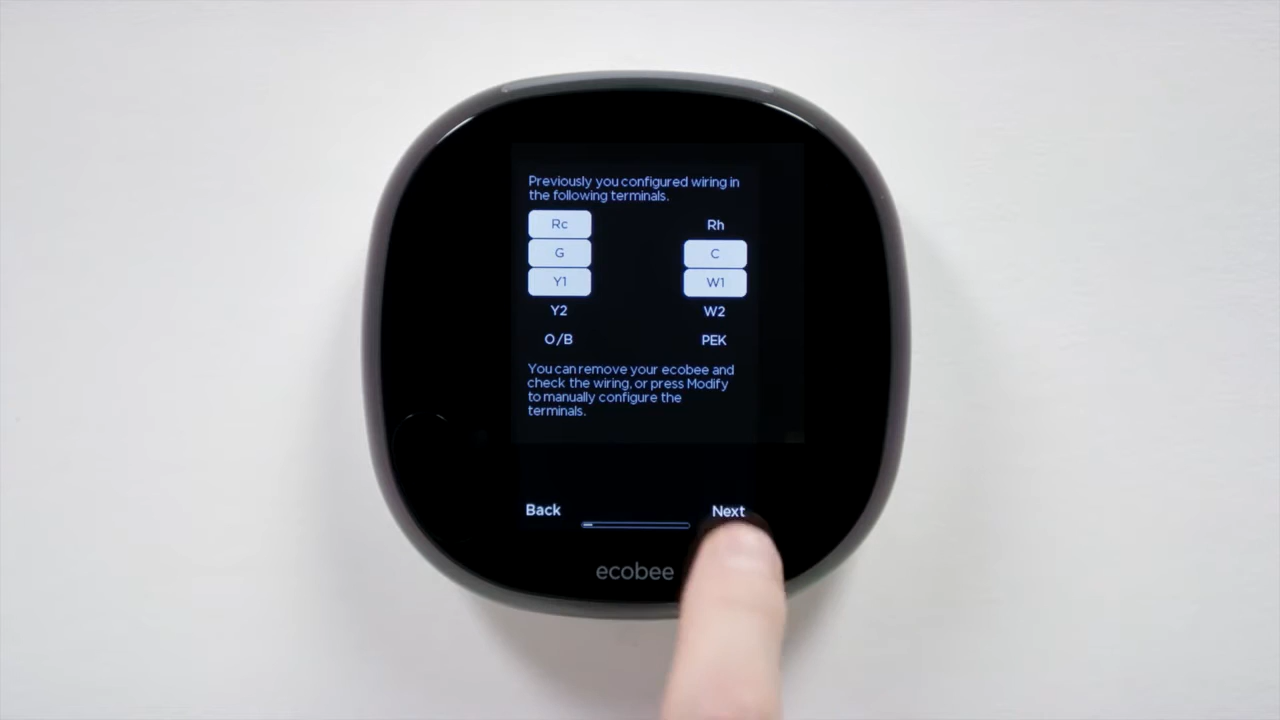 Previously you configured wiring in
the following terminals.
Rc Rh
G C
Y1 W1
Y2 W2
O/B PEK
You can remove your ecobee and
check the wiring, or press Modify
to manually configure the
terminals.
Back Next
ecobee